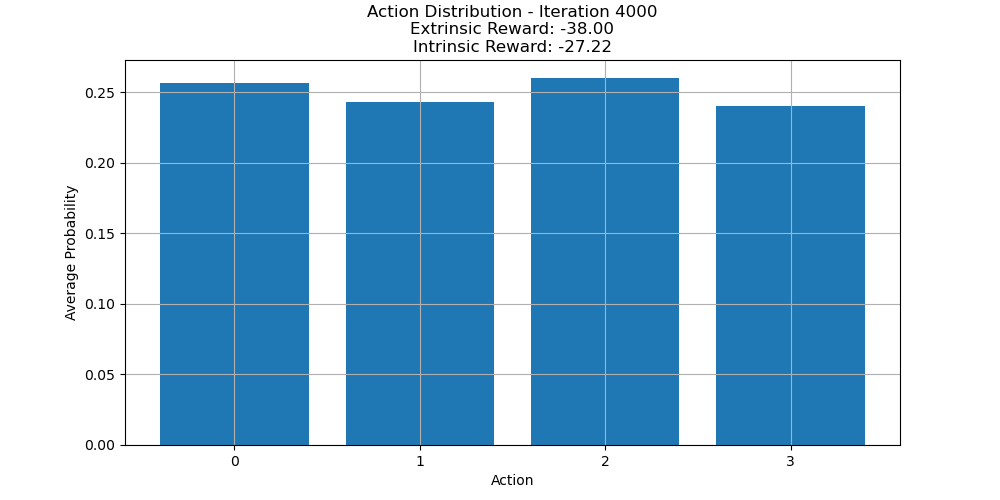 Action Distribution - Iteration 4000
Extrinsic Reward: -38.00
Intrinsic Reward: -27.22
Average Probability
0.25
0.20
0.15
0.10
0.05
0.00
0 1 2 3
Action